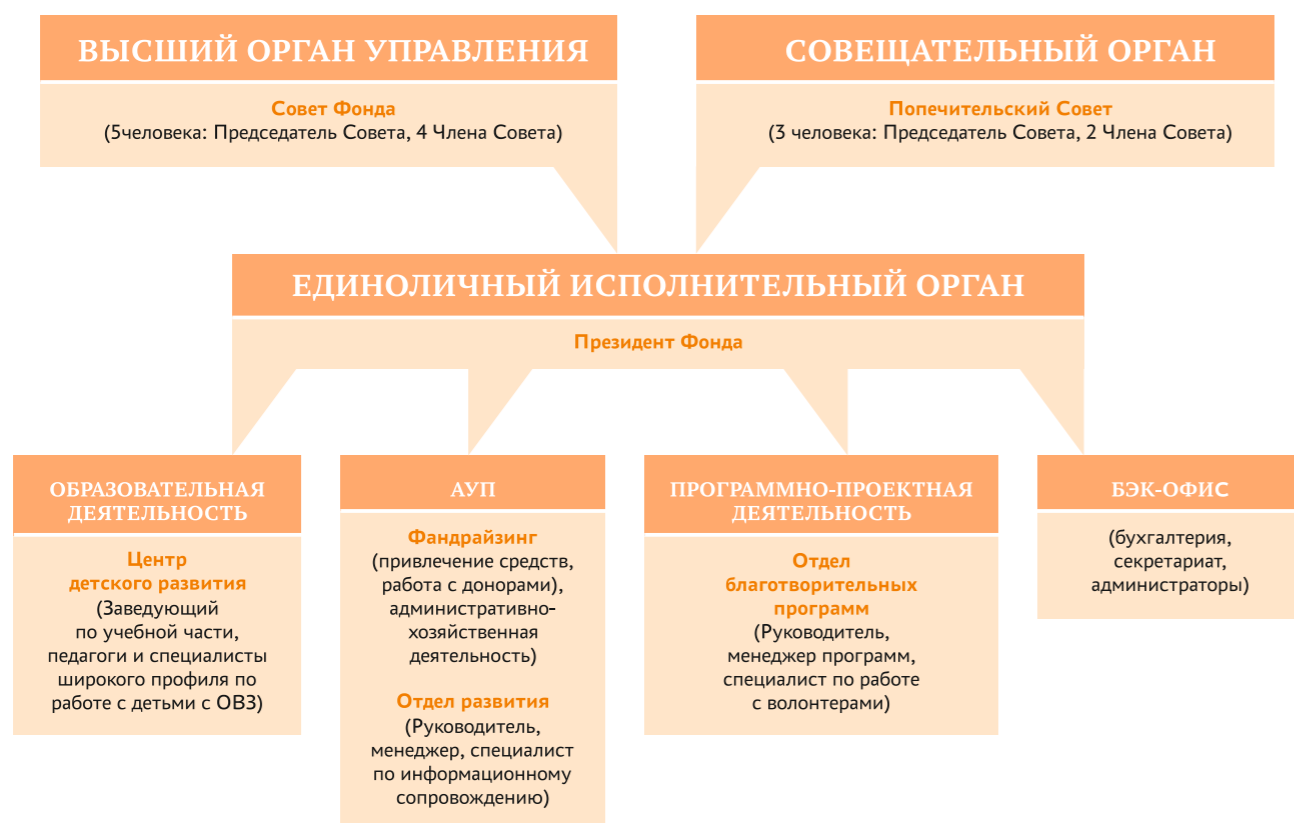 ВЫСШИЙ ОРГАН УПРАВЛЕНИЯ
Совет Фонда
(5человека: Председатель Совета, 4 Члена Совета)
СОВЕЩАТЕЛЬНЫЙ ОРГАН
Попечительский Совет
(3 человека: Председатель Совета, 2 Члена Совета)
ЕДИНОЛИЧНЫЙ ИСПОЛНИТЕЛЬНЫЙ ОРГАН
Президент Фонда
ОБРАЗОВАТЕЛЬНАЯ
ДЕЯТЕЛЬНОСТЬ
Центр
детского развития
(Заведующий
по учебной части,
педагоги и специалисты
широкого профиля по
работе с детьми с ОВЗ)
АУП
Фандрайзинг
(привлечение средств,
работа с донорами),
административно-
хозяйственная
деятельность)
Отдел развития
(Руководитель,
менеджер, специалист
по информационному
сопровождению)
ПРОГРАММНО-ПРОЕКТНАЯ
ДЕЯТЕЛЬНОСТЬ
Отдел
благотворительных
программ
(Руководитель,
менеджер программ,
специалист по работе
с волонтерами)
БЭК-ОФИС
(бухгалтерия,
секретариат,
администраторы)